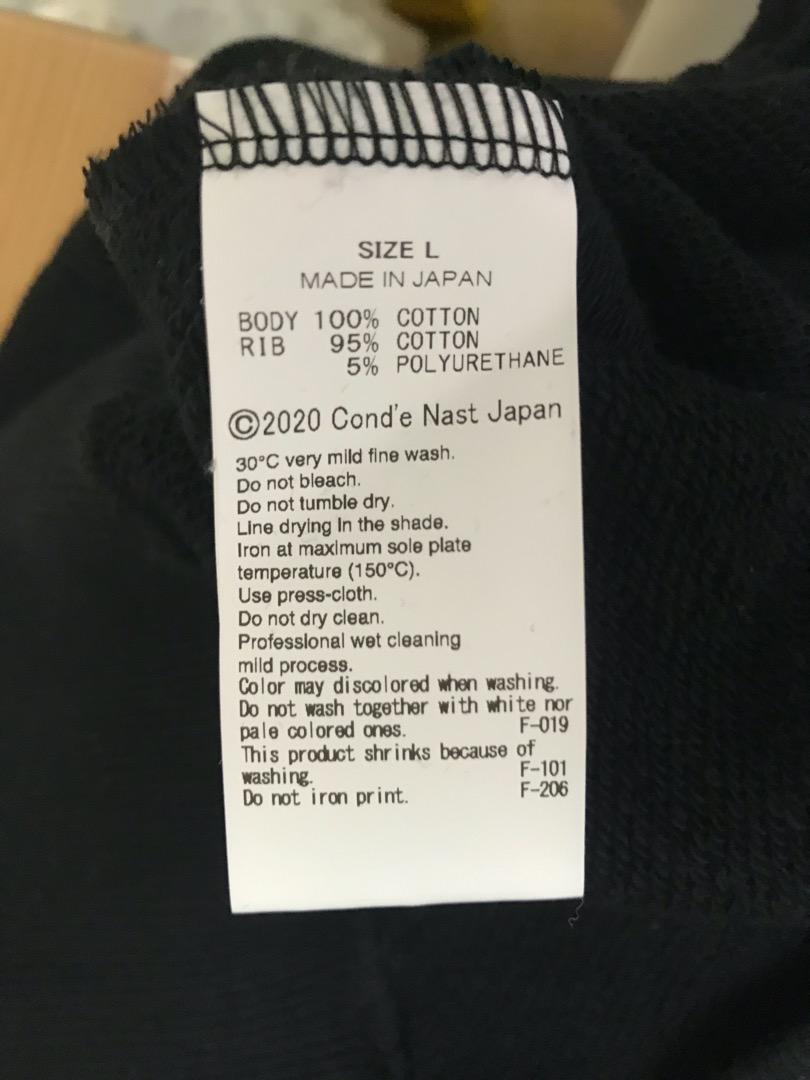 SIZE L
MADE IN JAPAN
BODY 100% COTTON
RIB 95% COTTON
5% POLYURETHANE
©2020 Cond'e Nast Japan
30°C very mild fine wash.
Do not bleach.
Do not tumble dry.
Line drying In the shade.
Iron at maximum sole plate
temperature (150°C).
Use press-cloth.
Do not dry clean.
Professional wet cleaning
mild process.
Color may discolored when washing.
Do not wash together with white nor
pale colored ones. F-019
This product shrinks because of
washing. F-101
Do not iron print. F-206